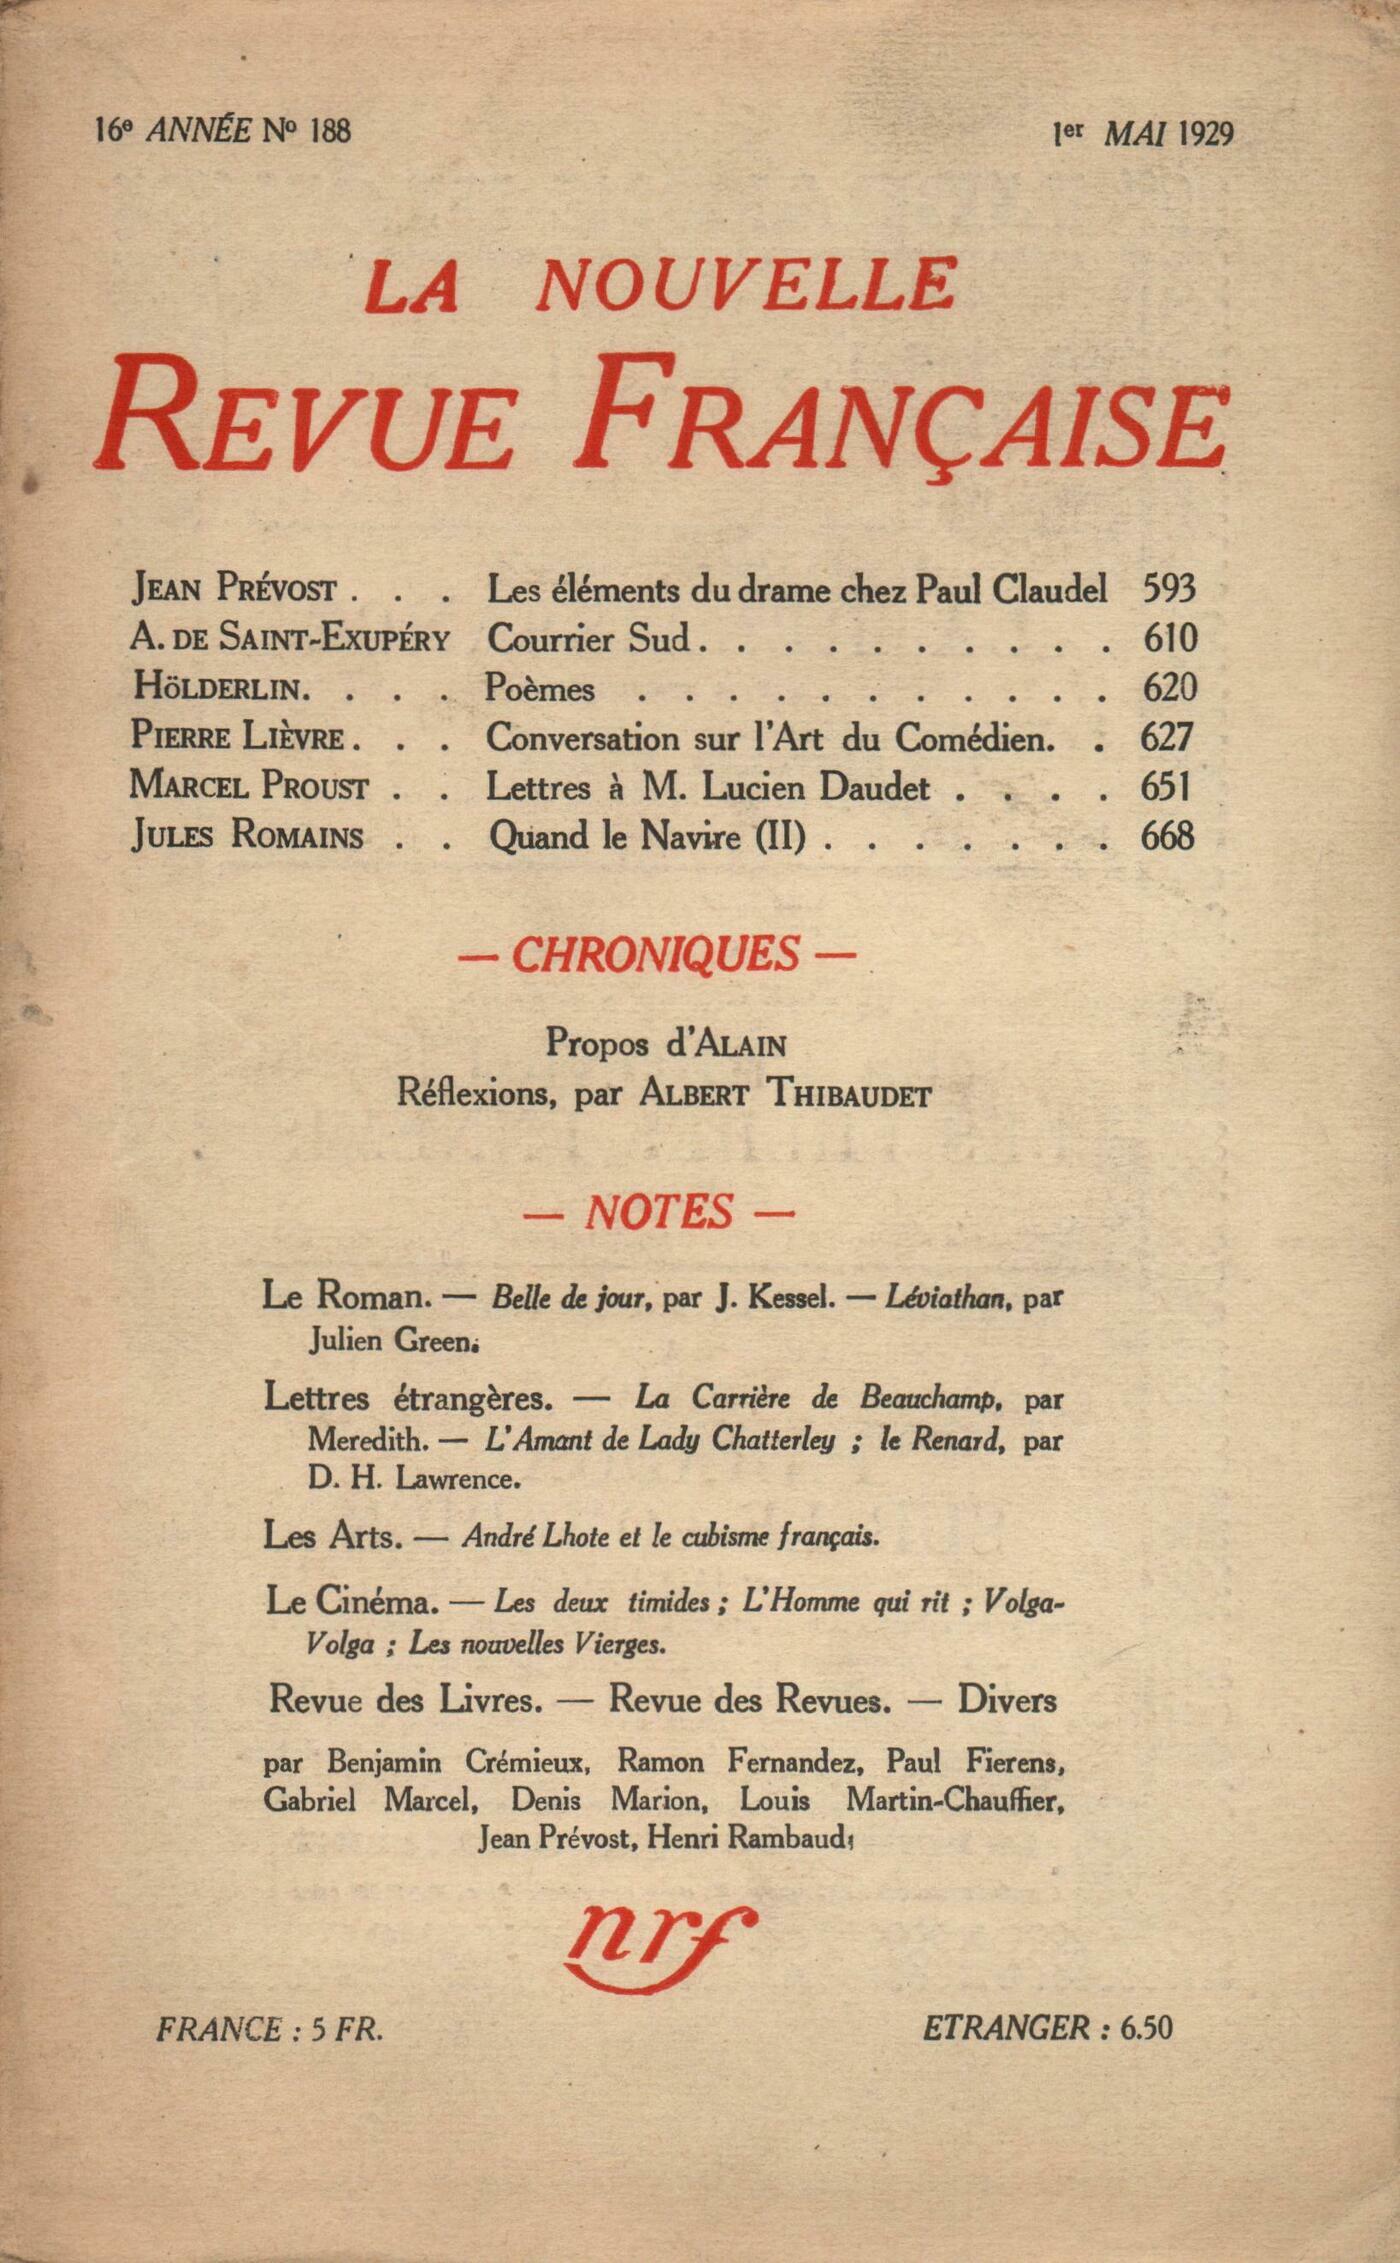 16e ANNÉE No 188
1er MAI 1929
LA NOUVELLE
REVUE FRANÇAISE
JEAN PRÉVOST . . . Les éléments du drame chez Paul Claudel 593
A. DE SAINT-EXUPÉRY Courrier Sud . . . . . . . . . . 610
HÖLDERLIN. . . . Poèmes . . . . . . . . . . . 620
PIERRE LIÈVRE . . . Conversation sur l'Art du Comédien. . 627
MARCEL PROUST . . Lettres à M. Lucien Daudet . . . . 651
JULES ROMAINS . . Quand le Navire (II) . . . . . . . 668
— CHRONIQUES —
Propos d'ALAIN
Réflexions, par ALBERT THIBAUDET
— NOTES —
Le Roman. — Belle de jour, par J. Kessel. — Léviathan, par
Julien Green.
Lettres étrangères. — La Carrière de Beauchamp, par
Meredith. — L'Amant de Lady Chatterley ; le Renard, par
D. H. Lawrence.
Les Arts. — André Lhote et le cubisme français.
Le Cinéma. — Les deux timides ; L'Homme qui rit ; Volga-
Volga ; Les nouvelles Vierges.
Revue des Livres. — Revue des Revues. — Divers
par Benjamin Crémieux, Ramon Fernandez, Paul Fierens,
Gabriel Marcel, Denis Marion, Louis Martin-Chauffier,
Jean Prévost, Henri Rambaud.
nrf
FRANCE : 5 FR.
ETRANGER : 6.50